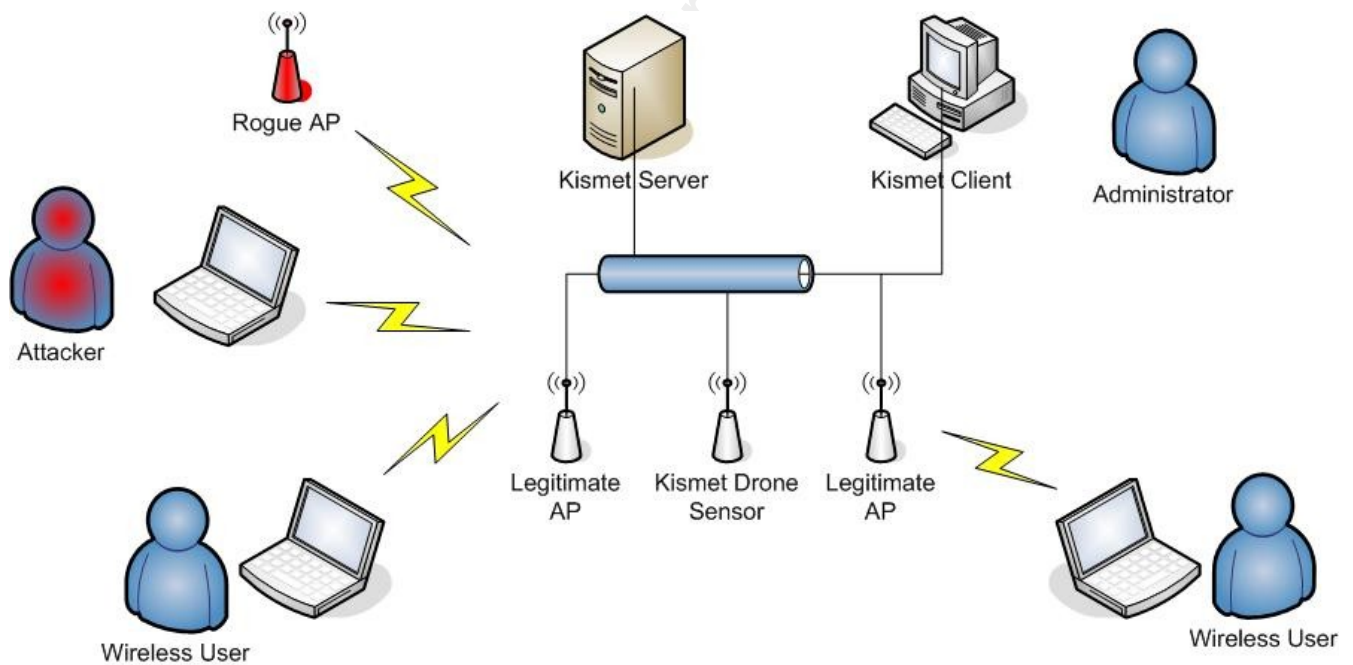 Rogue AP
Kismet Server
Kismet Client
Administrator
Attacker
Legitimate
AP
Kismet Drone
Sensor
Legitimate
AP
Wireless User
Wireless User